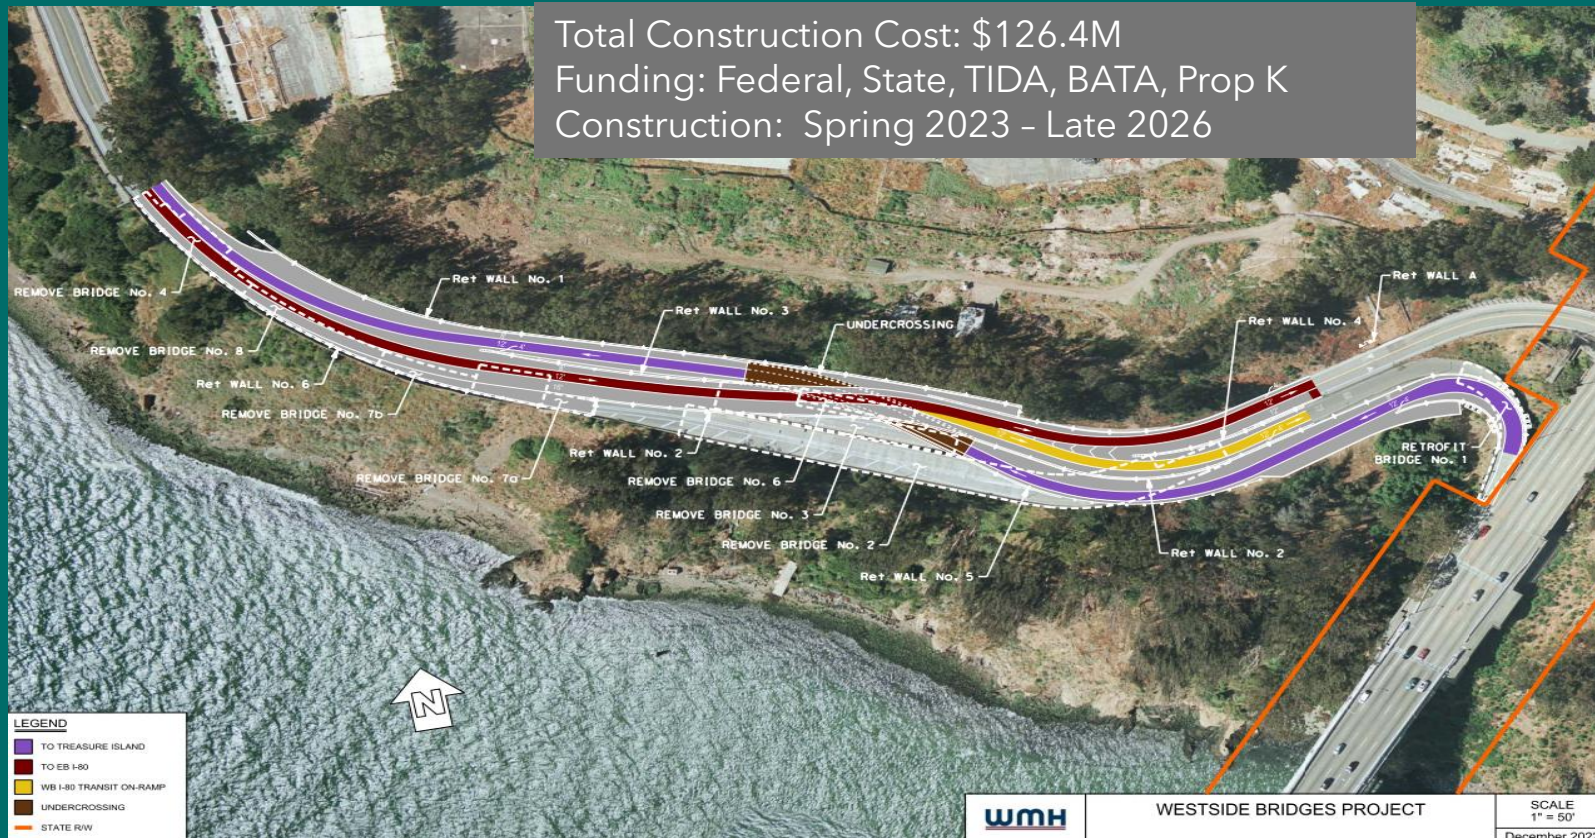 Total Construction Cost: $126.4M
Funding: Federal, State, TIDA, BATA, Prop K
Construction: Spring 2023 – Late 2026
REMOVE BRIDGE No. 4
Ret WALL No. 1
REMOVE BRIDGE No. 8
Ret WALL No. 3
UNDERCROSSING
Ret WALL No. 4
Ret WALL A
Ret WALL No. 6
REMOVE BRIDGE No. 7b
REMOVE BRIDGE No. 7a
Ret WALL No. 2
REMOVE BRIDGE No. 6
REMOVE BRIDGE No. 3
REMOVE BRIDGE No. 2
Ret WALL No. 5
Ret WALL No. 2
RETROFIT
BRIDGE No. 1
N
LEGEND
TO TREASURE ISLAND
TO EB I-80
WB I-80 TRANSIT ON-RAMP
UNDERCROSSING
STATE R/W
WMH
WESTSIDE BRIDGES PROJECT
SCALE
1" = 50'
December